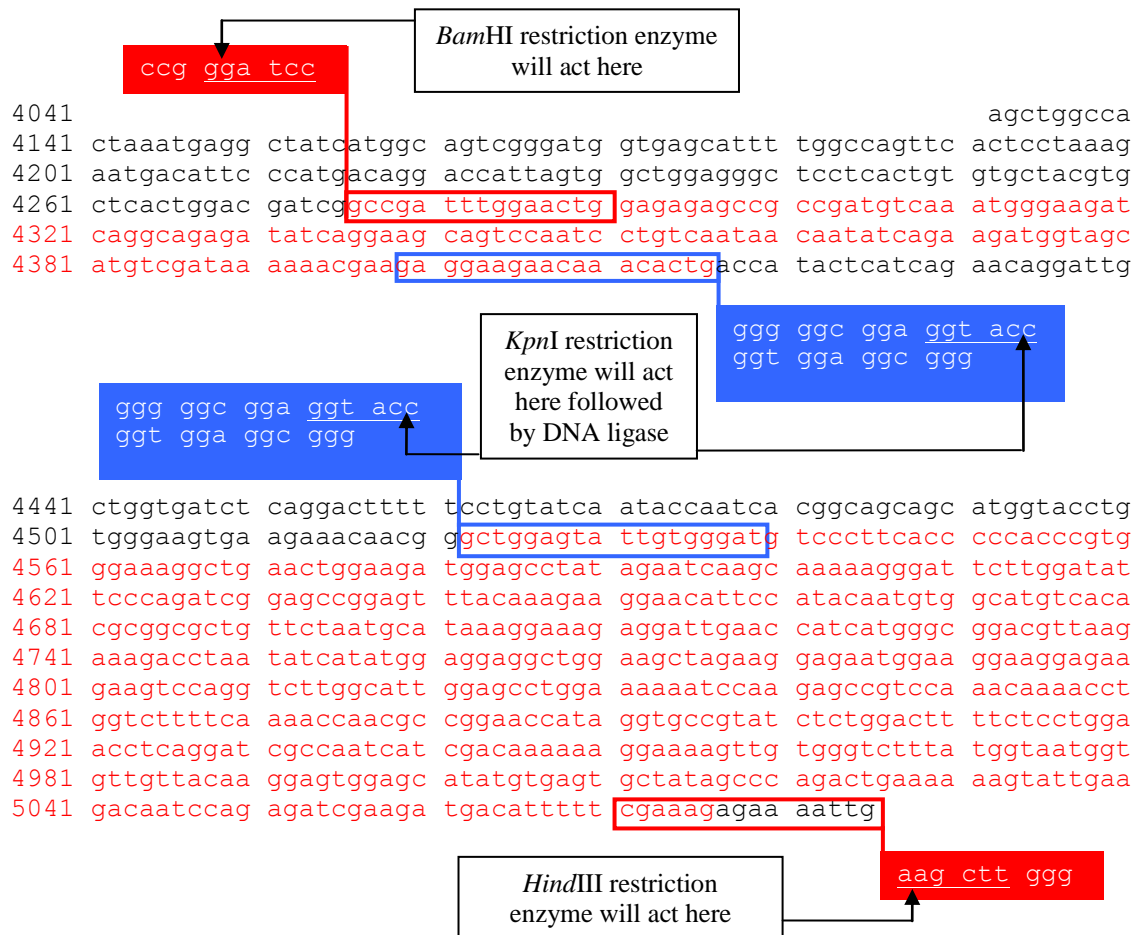 BamHI restriction enzyme
will act here
ccg gga tcc
4041 agctggcca
4141 ctaaatgagg ctatcatggc agtcgggatg gtgagcattt tggccagttc actcctaaag
4201 aatgacattc ccatgacagg accattagtg gctggagggc tcctcactgt gtgctacgtg
4261 ctcactggac gatcggccga tttggaactg gagagagccg ccgatgtcaa atgggaagat
4321 caggcagaga tatcaggaag cagtccaatc ctgtcaataa caatatcaga agatggtagc
4381 atgtcgataa aaaacgaaga ggaagaacaa acactgacca tactcatcag aacaggattg
ggg ggc gga ggt acc
ggt gga ggc ggg
KpnI restriction
enzyme will act
here followed
by DNA ligase
ggg ggc gga ggt acc
ggt gga ggc ggg
4441 ctggtgatct caggactttt tcctgtatca ataccaatca cggcagcagc atggtacctg
4501 tgggaagtga agaaacaacg ggctggagta ttgtgggatg tcccttcacc cccacccgtg
4561 ggaaaggctg aactggaaga tggagcctat agaatcaagc aaaaagggat tcttggatat
4621 tcccagatcg gagccggagt ttacaaagaa ggaacattcc atacaatgtg gcatgtcaca
4681 cgcggcgctg ttctaatgca taaaggaaag aggattgaac catcatgggc ggacgttaag
4741 aaagacctaa tatcatatgg aggaggctgg aagctagaag gagaatggaa ggaaggagaa
4801 gaagtccagg tcttggcatt ggagcctgga aaaaatccaa gagccgtcca aacaaaacct
4861 ggtcttttca aaaccaacgc cggaaccata ggtgccgtat ctctggactt ttctcctgga
4921 acctcaggat cgccaatcat cgacaaaaaa ggaaaagttg tgggtcttta tggtaatggt
4981 gttgttacaa ggagtggagc atatgtgagt gctatagccc agactgaaaa aagtattgaa
5041 gacaatccag agatcgaaga tgacattttt cgaaagagaa aattg
aag ctt ggg
HindIII restriction
enzyme will act here